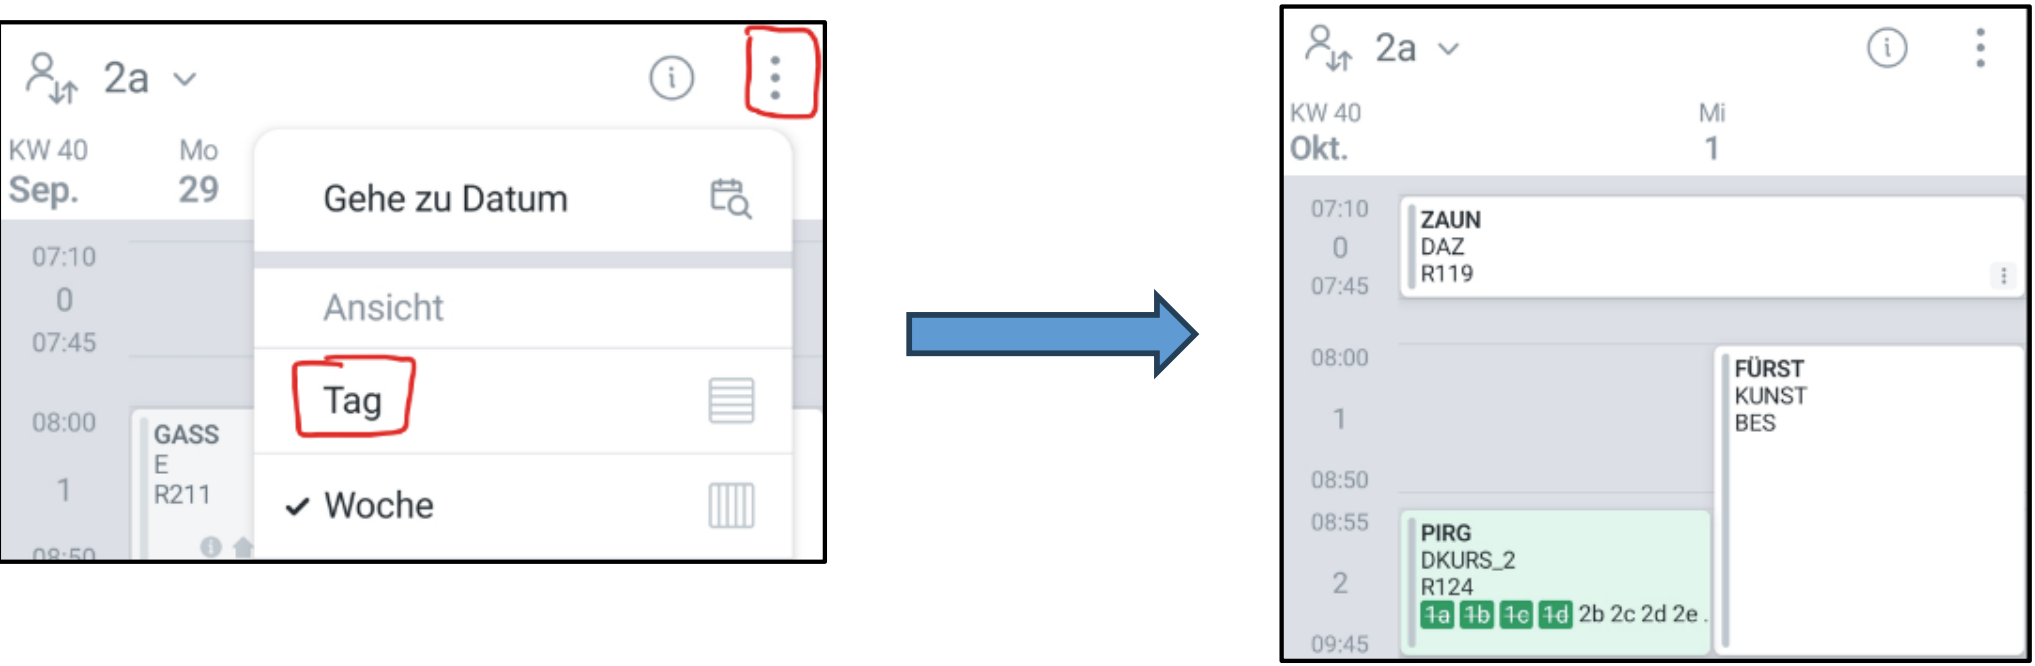 2a
KW 40 Mo
Sep. 29
Gehe zu Datum
Ansicht
Tag
Woche
07:10
0
07:45
08:00
GASS
E
R211
1
08:50
2a
KW 40 Mi
Okt. 1
07:10
0
07:45
ZAUN
DAZ
R119
08:00
1
08:50
FÜRST
KUNST
BES
08:55
2
09:45
PIRG
DKURS_2
R124
1a 1b 1c 1d 2b 2c 2d 2e .